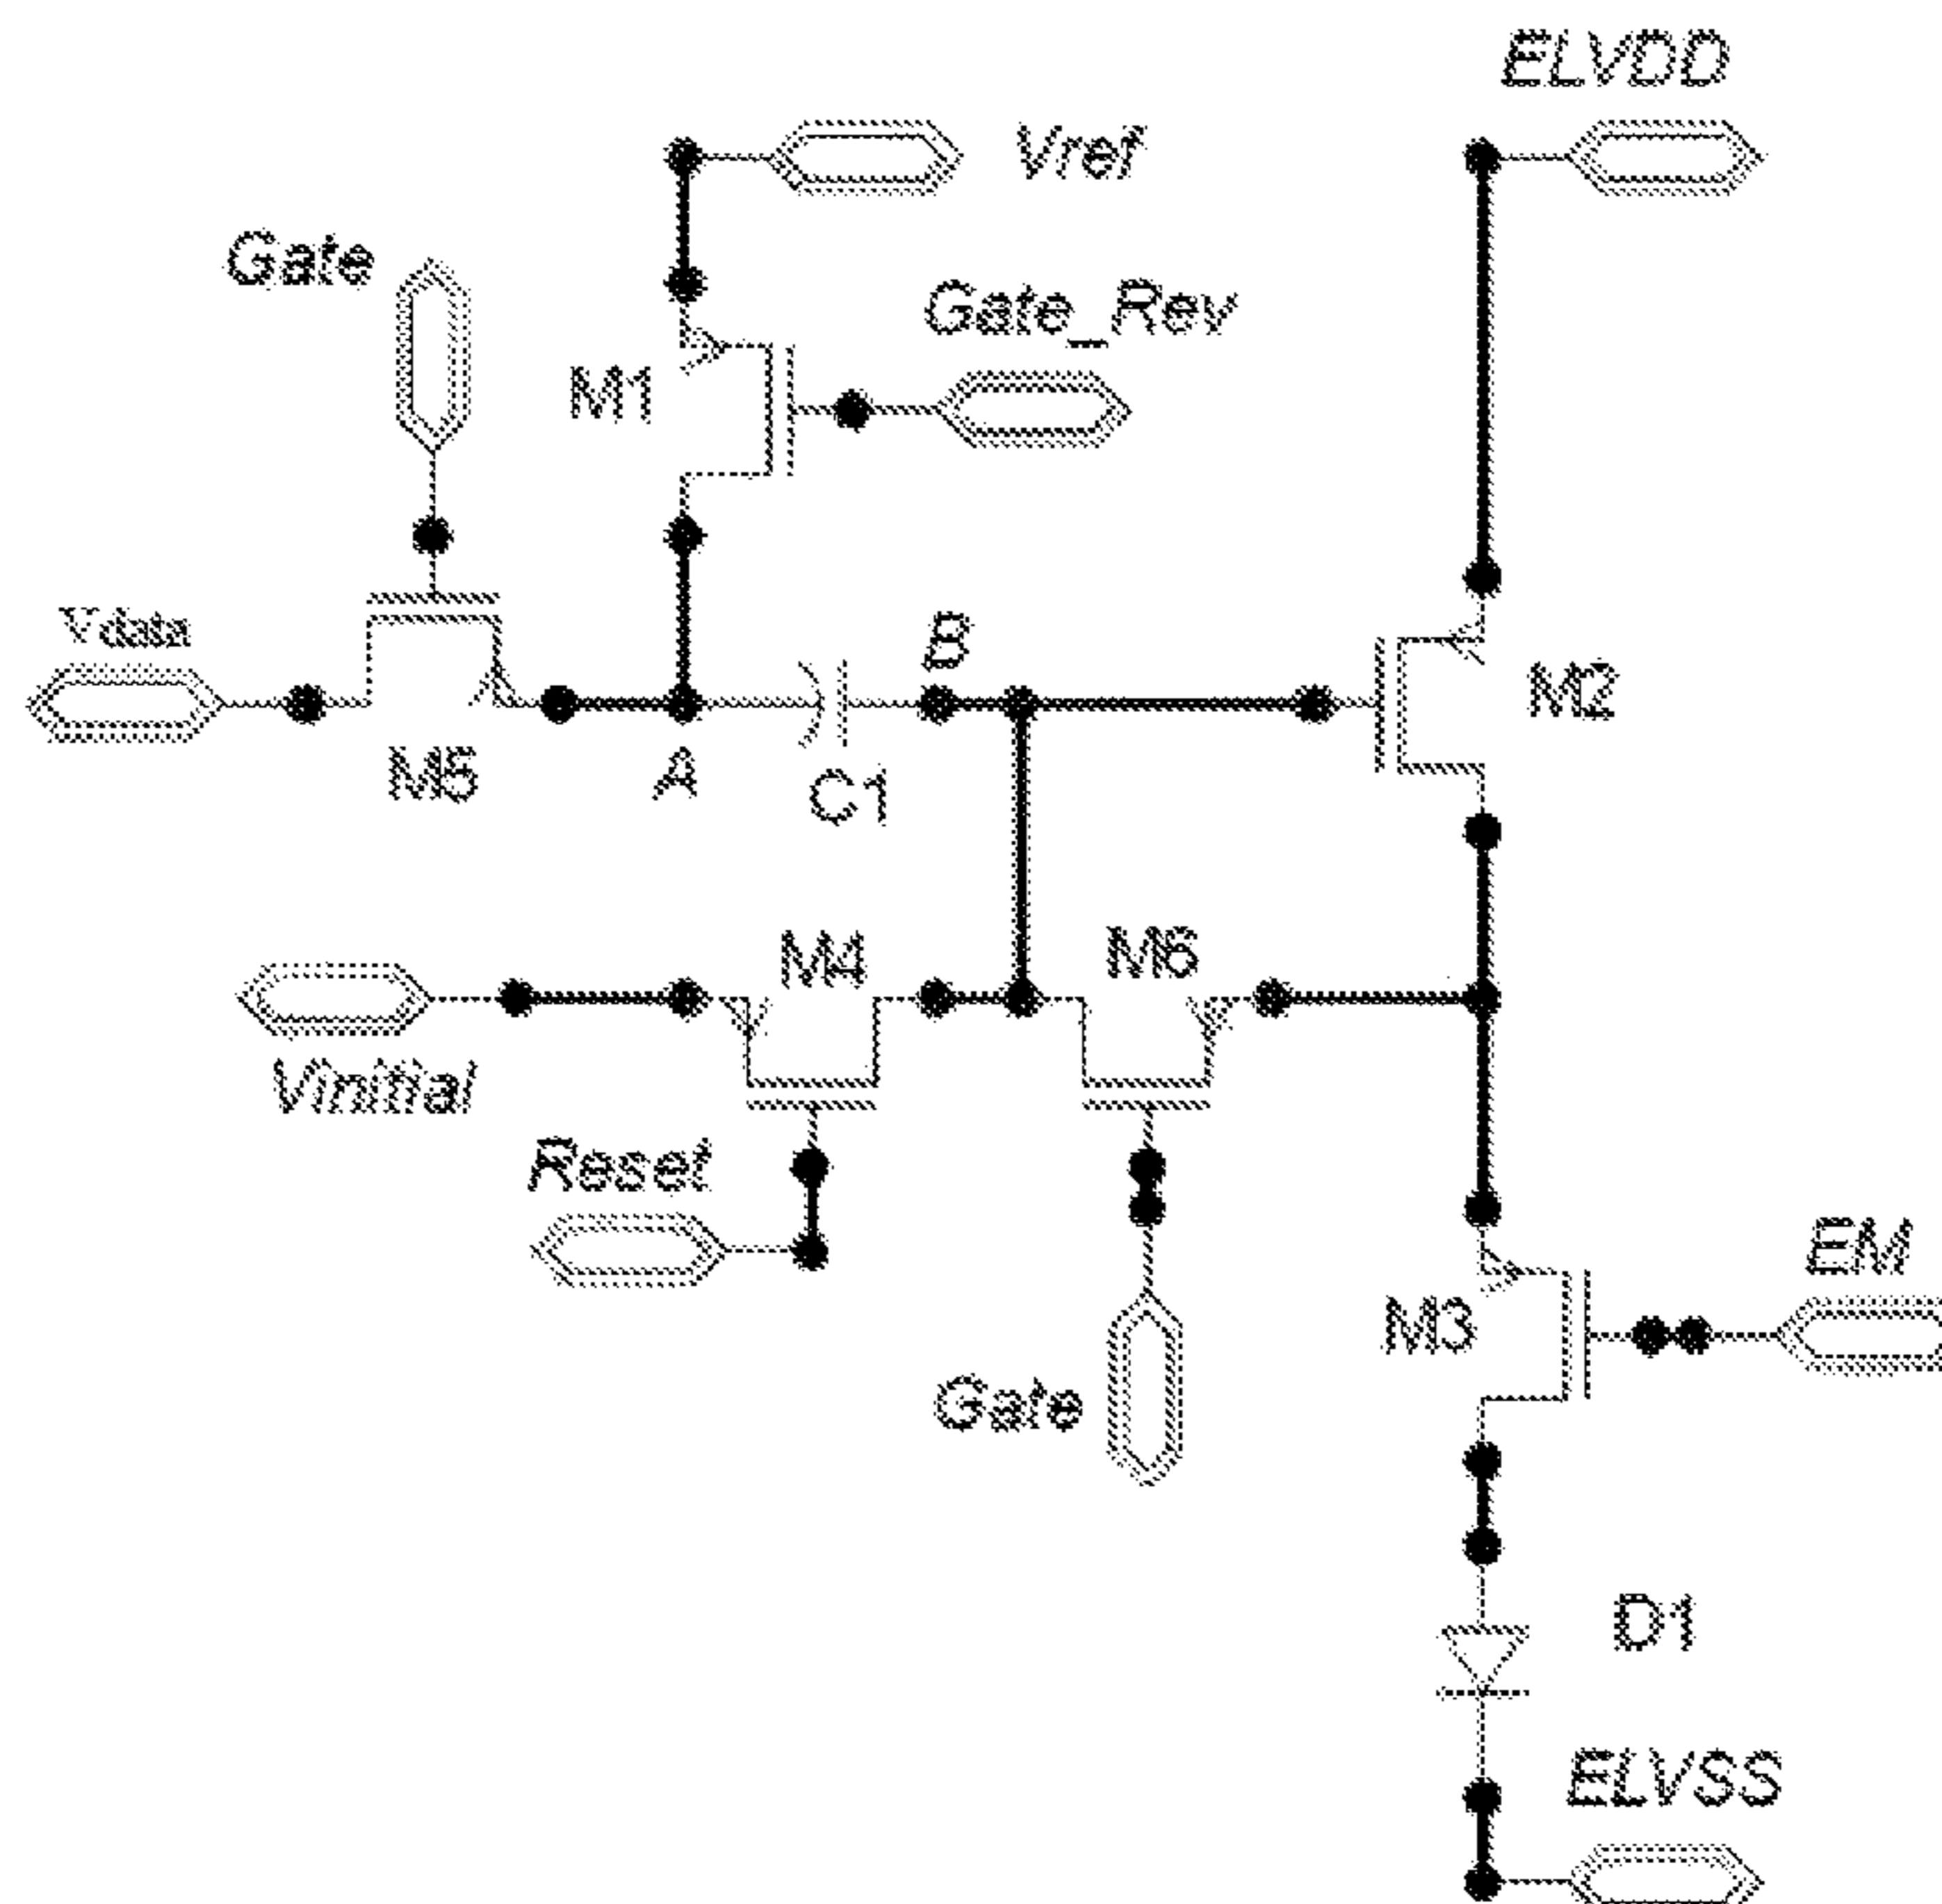 ELVDD
Vref
Gate
Gate_Rev
M1
Vdata
B
M2
M5
A
C1
M4
M6
Vinitial
Reset
EM
M3
Gate
D1
ELVSS